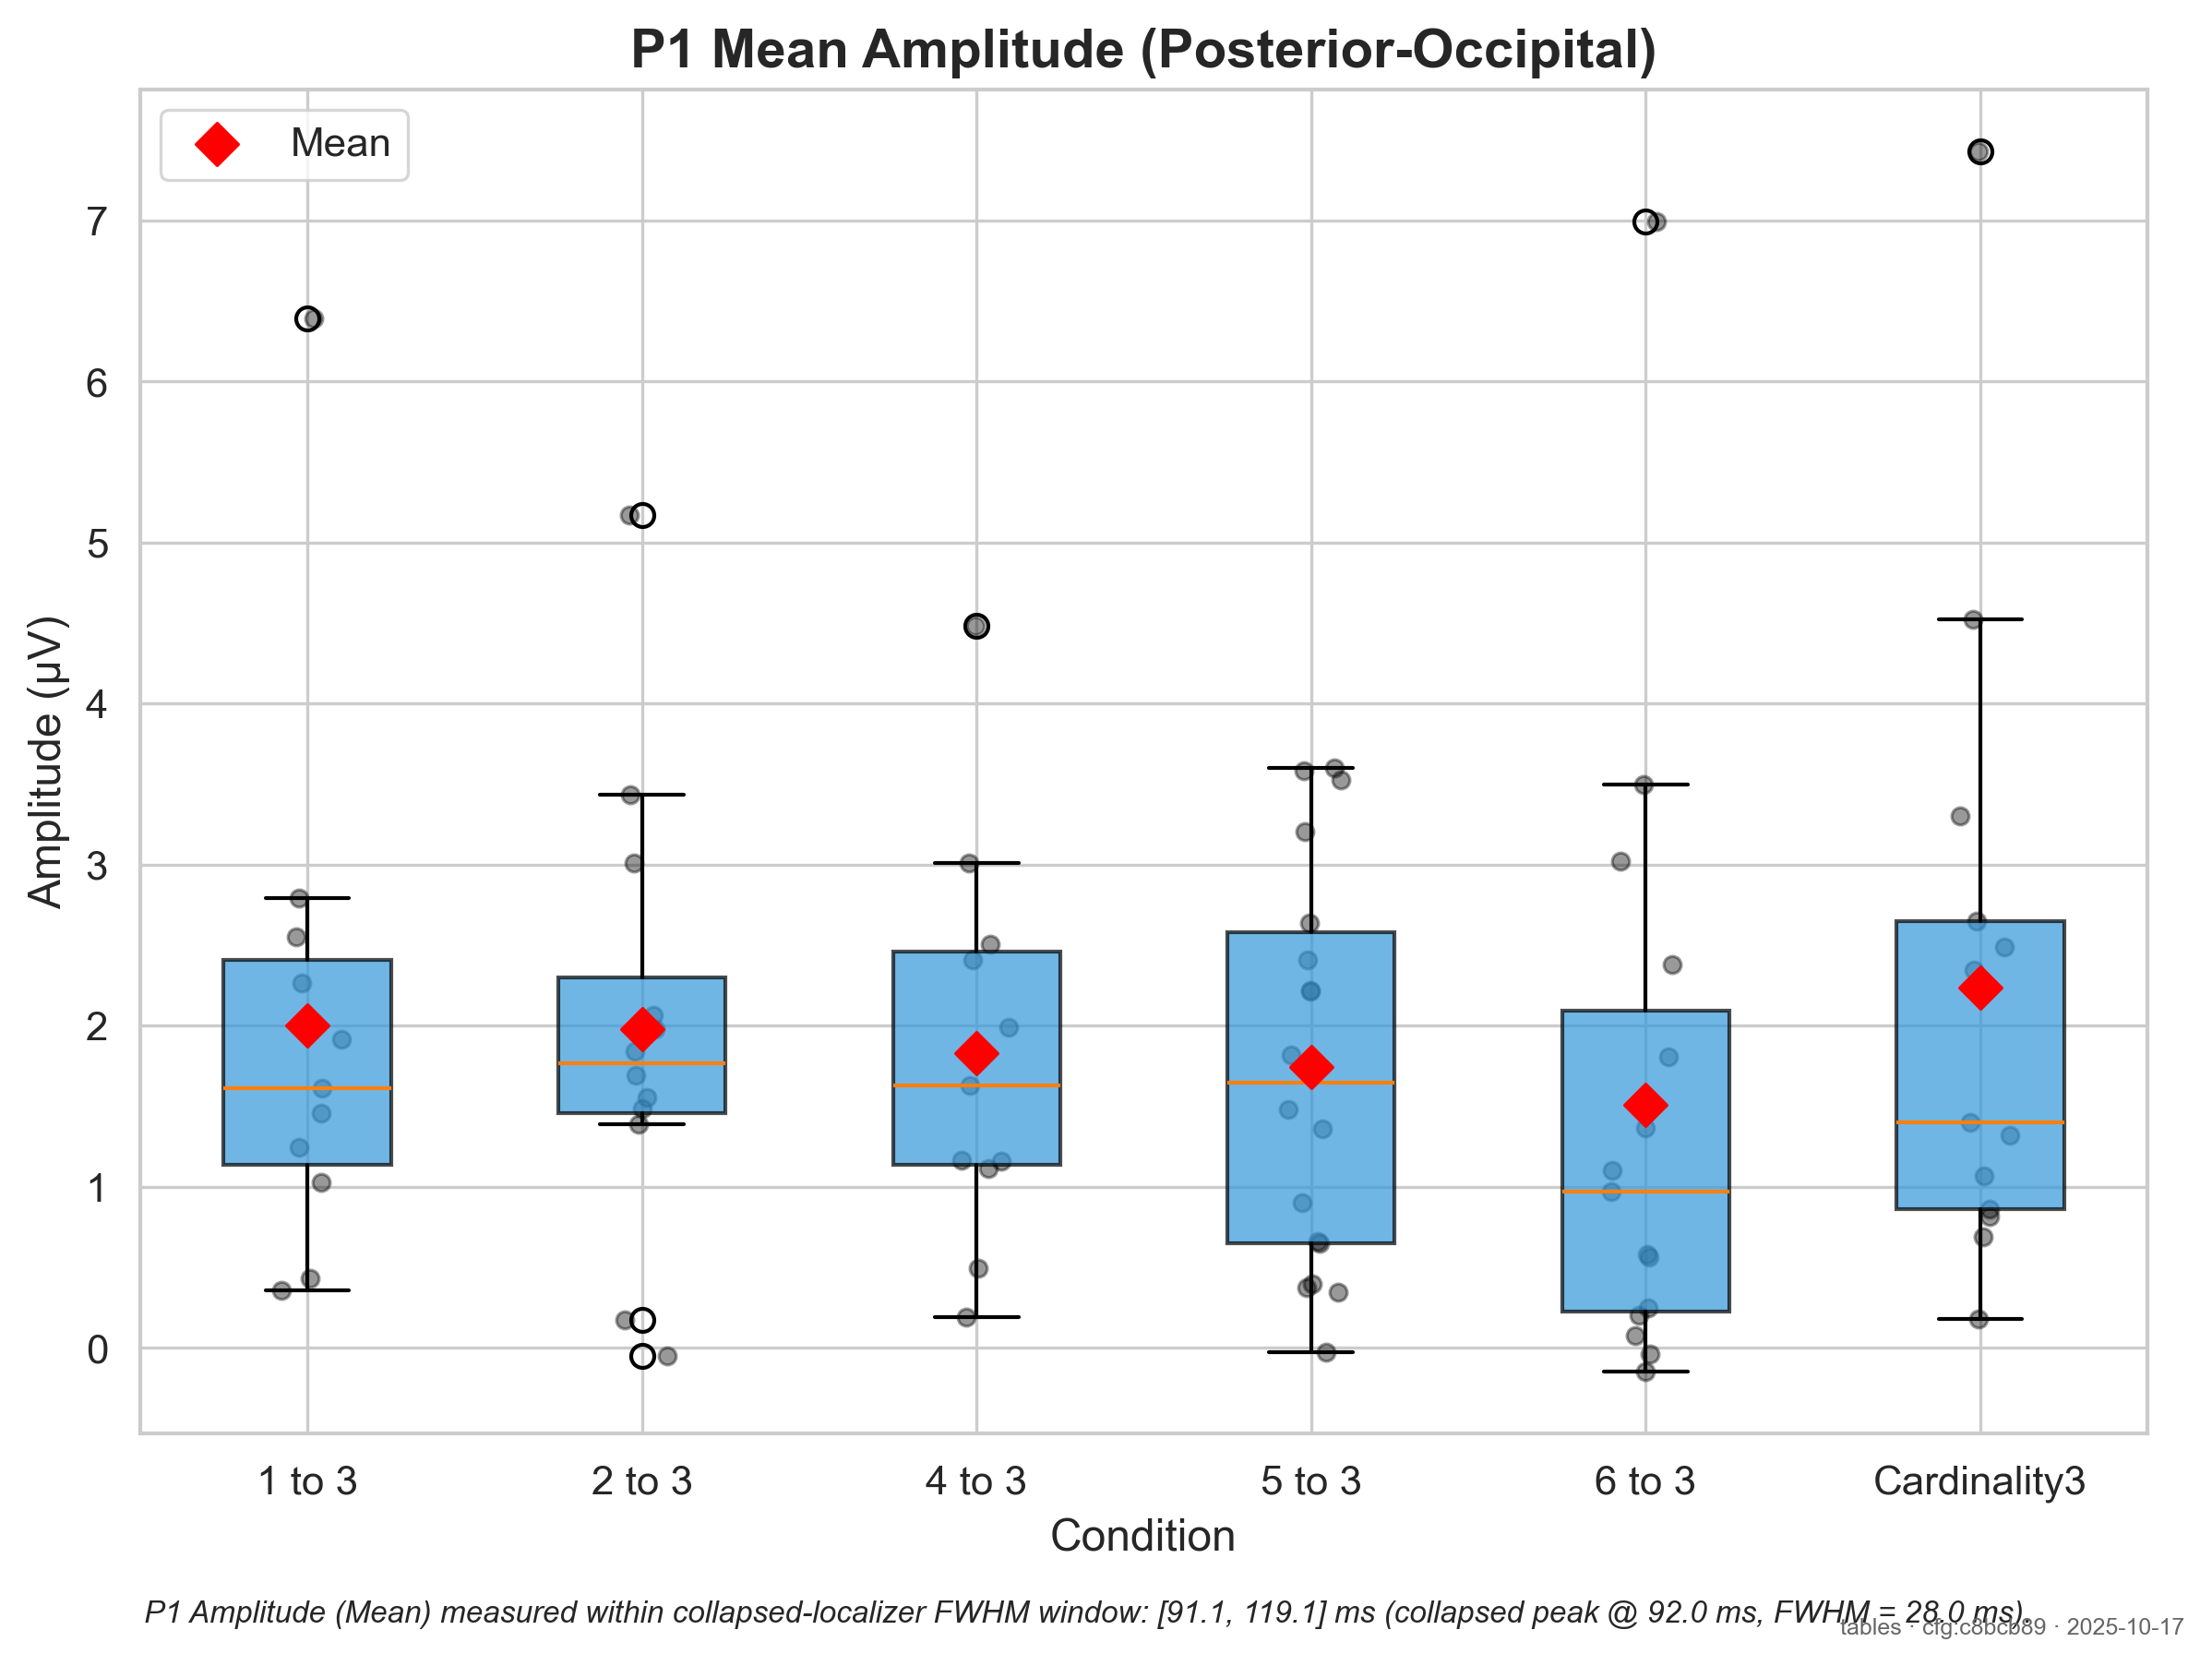 P1 Mean Amplitude (Posterior-Occipital)
Mean
7
6
5
4
3
2
1
0
Amplitude (µV)
1 to 3
2 to 3
4 to 3
5 to 3
6 to 3
Cardinality3
Condition
P1 Amplitude (Mean) measured within collapsed-localizer FWHM window: [91.1, 119.1] ms (collapsed peak @ 92.0 ms, FWHM = 28.0 ms).
tables · cfg:c8bcb89 · 2025-10-17